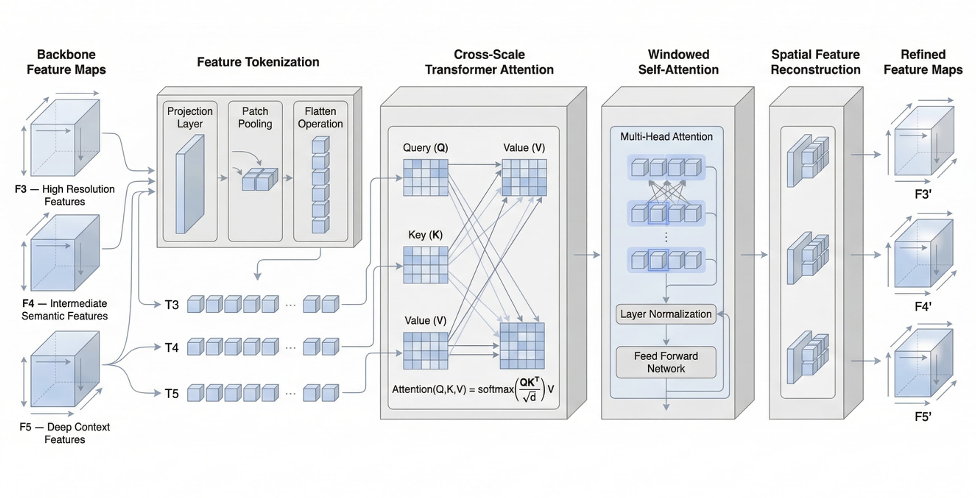 Backbone
Feature Maps
F3 — High Resolution
Features
F4 — Intermediate
Semantic Features
F5 — Deep Context
Features
Feature Tokenization
Projection
Layer
Patch
Pooling
Flatten
Operation
T3
...
T4
...
T5
...
Cross-Scale
Transformer Attention
Query (Q)
Value (V)
Key (K)
Value (V)
Attention(Q,K,V) = softmax(QKᵀ/√d) V
Windowed
Self-Attention
Multi-Head Attention
Layer Normalization
Feed Forward
Network
Spatial Feature
Reconstruction
Refined
Feature Maps
F3'
F4'
F5'